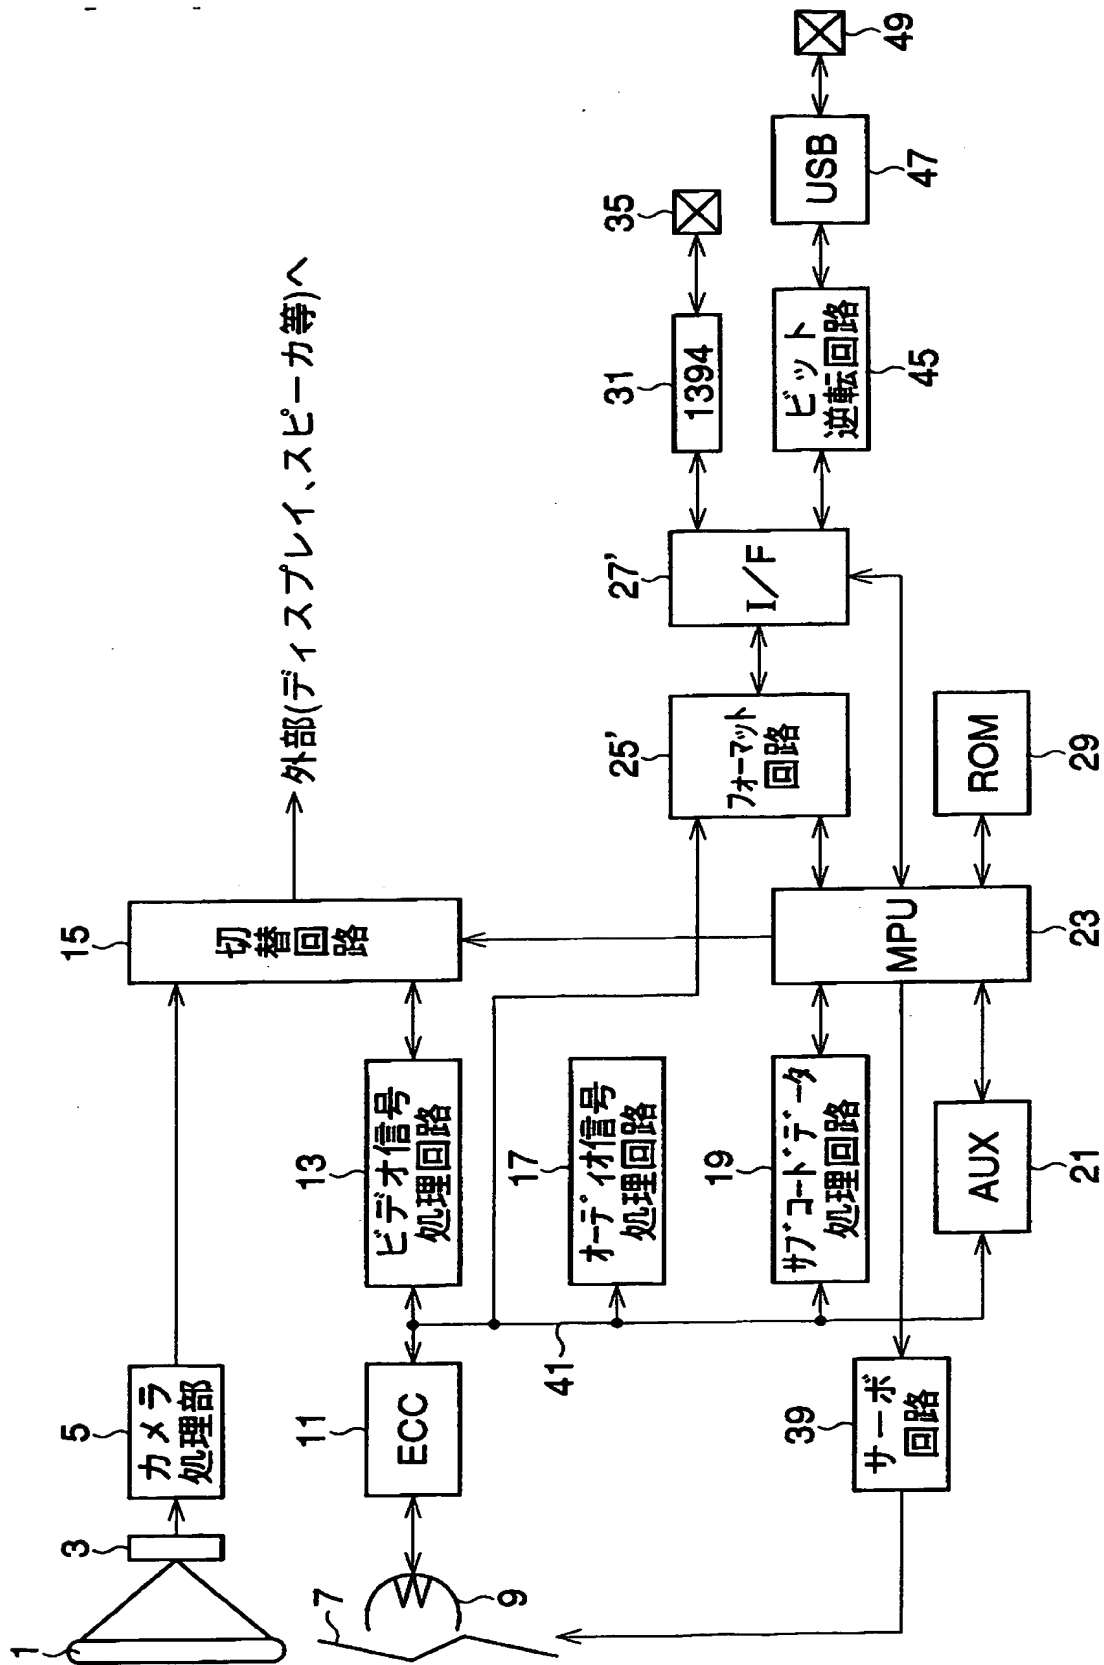 1
3
5
カメラ
処理部
15
切替
回路
外部(ディスプレイ、スピーカ等)へ
7
9
11
ECC
13
ビデオ信号
処理回路
17
オーディオ信号
処理回路
19
サブコードデータ
処理回路
41
21
AUX
39
サーボ
回路
23
MPU
29
ROM
25'
フォーマット
回路
27'
I/F
31
1394
35
ビット
逆転回路
45
USB
47
49